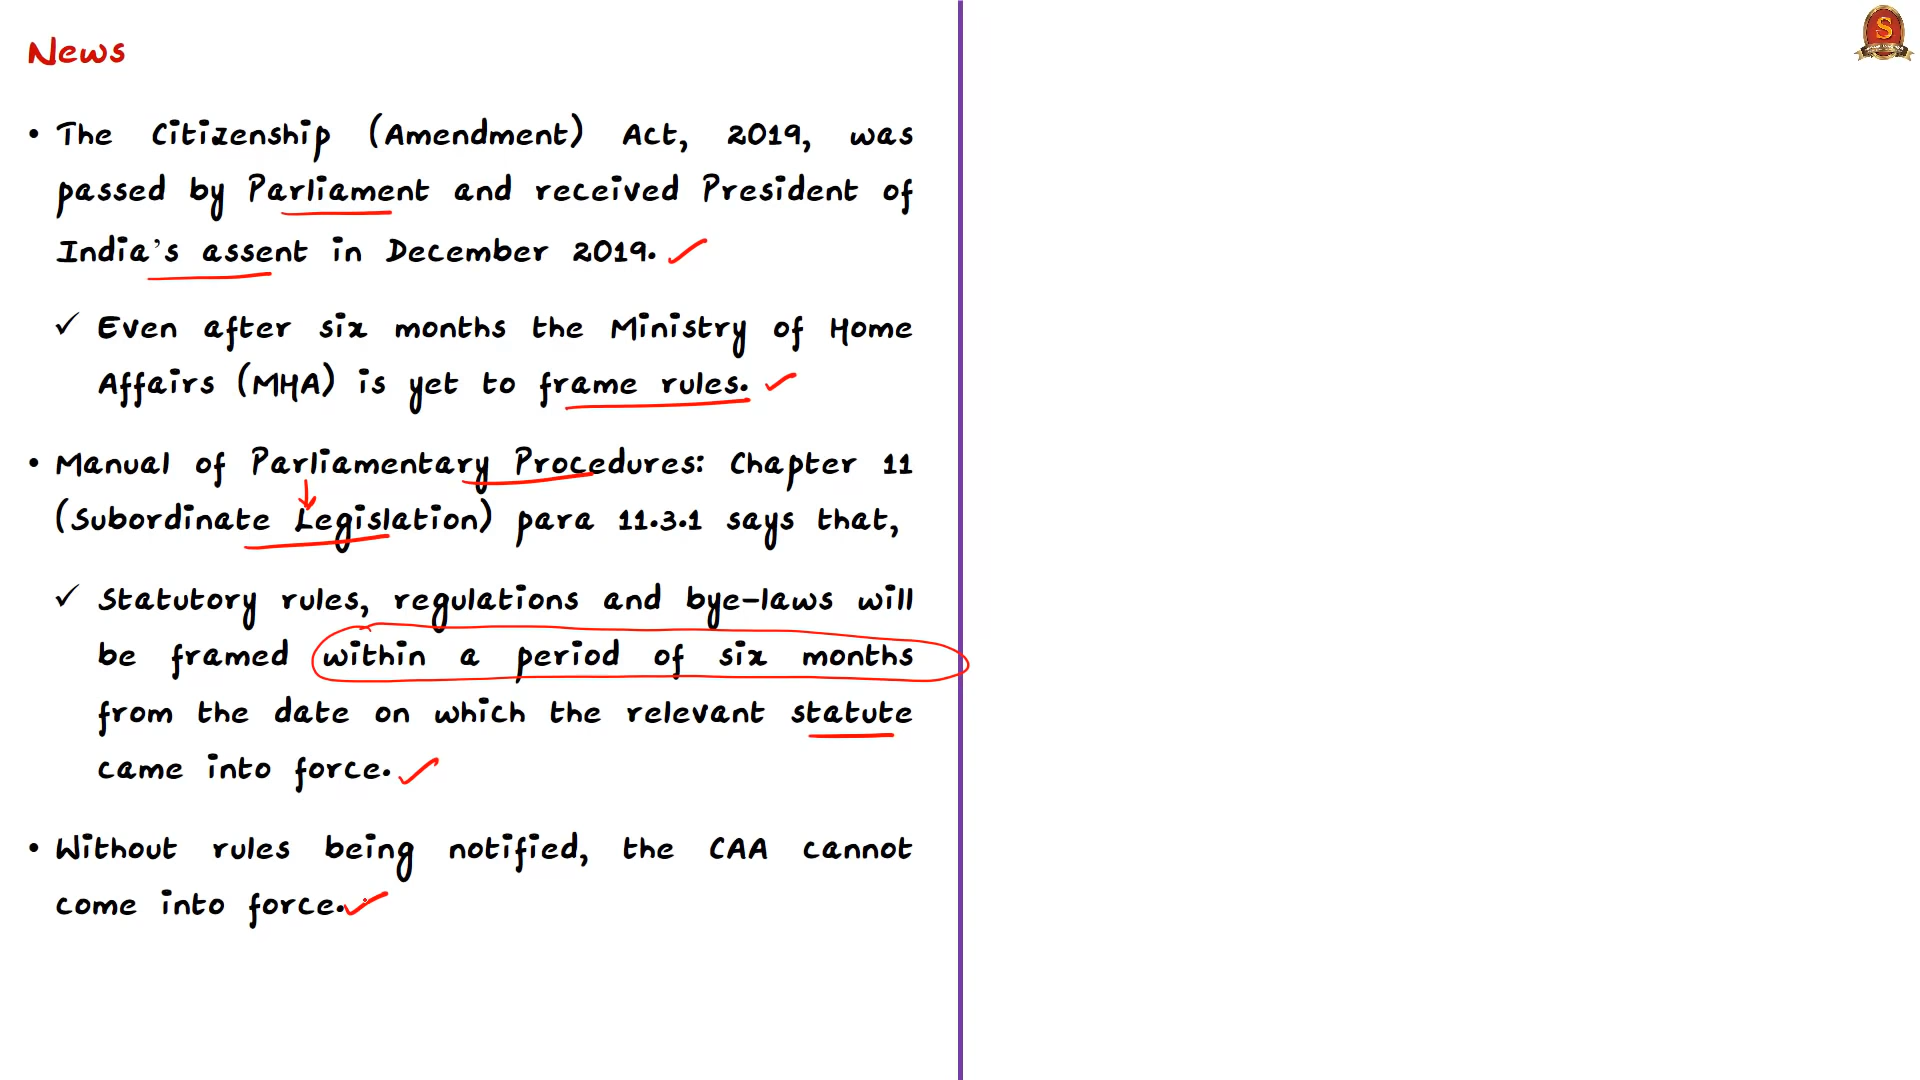 News
• The Citizenship (Amendment) Act, 2019, was
passed by Parliament and received President of
India's assent in December 2019.
✓ Even after six months the Ministry of Home
Affairs (MHA) is yet to frame rules.
• Manual of Parliamentary Procedures: Chapter 11
(Subordinate Legislation) para 11.3.1 says that,
✓ Statutory rules, regulations and bye-laws will
be framed within a period of six months
from the date on which the relevant statute
came into force.
• Without rules being notified, the CAA cannot
come into force.
S